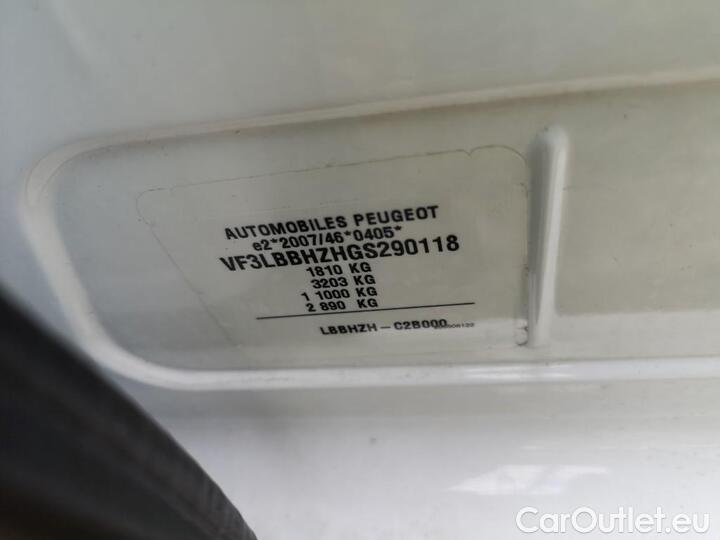 AUTOMOBILES PEUGEOT
e2*2007/46*0405*
VF3LBBHZHGS290118
1810 KG
3203 KG
1 1000 KG
2 890 KG
LBBHZH - C2B000
CarOutlet.eu